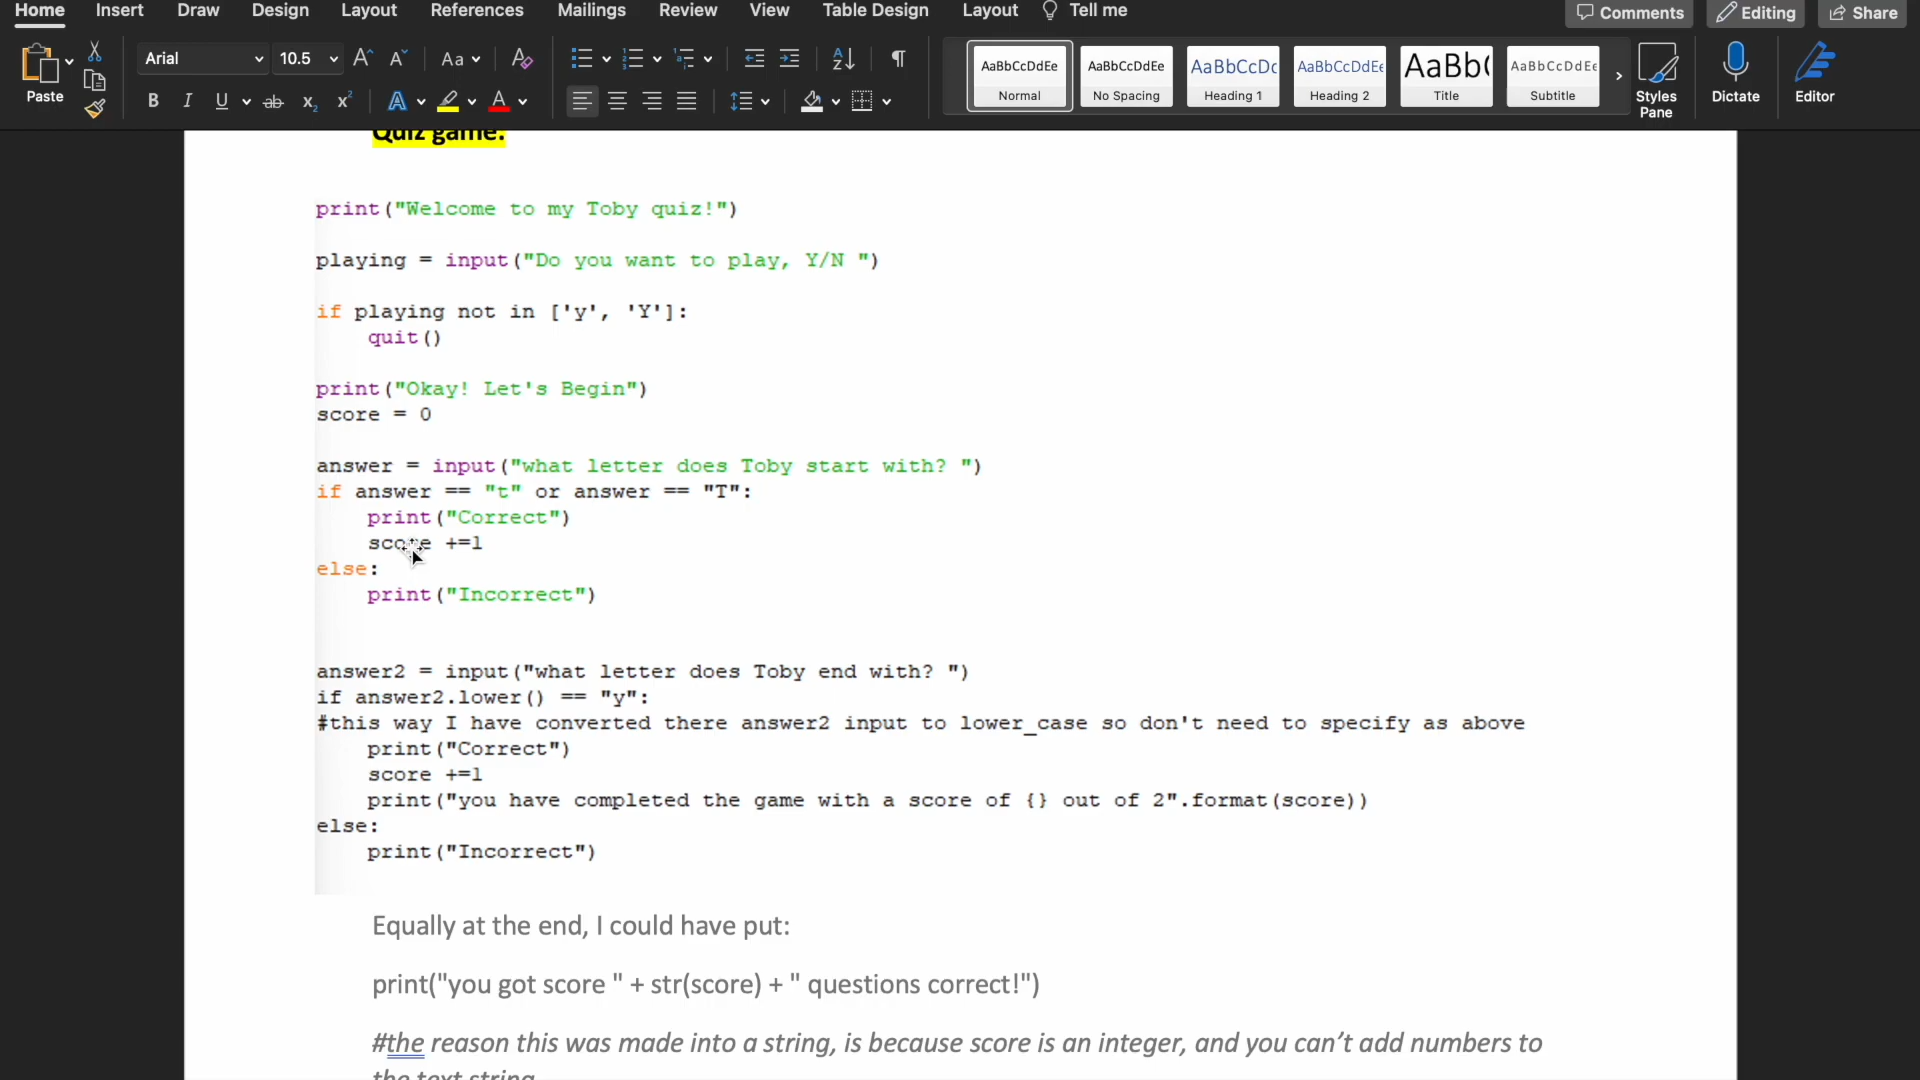 Home Insert Draw Design Layout References Mailings Review View Table Design Layout Tell me Comments Editing Share
Paste Arial 10.5 Aa
AaBbCcDdEe AaBbCcDdEe AaBbCcDc AaBbCcDdEe AaBb( AaBbCcDdEe
Normal No Spacing Heading 1 Heading 2 Title Subtitle
Styles Pane Dictate Editor
Quiz game:
print("Welcome to my Toby quiz!")
playing = input("Do you want to play, Y/N ")
if playing not in ['y', 'Y']:
quit()
print("Okay! Let's Begin")
score = 0
answer = input("what letter does Toby start with? ")
if answer == "t" or answer == "T":
print("Correct")
score +=1
else:
print("Incorrect")
answer2 = input("what letter does Toby end with? ")
if answer2.lower() == "y":
#this way I have converted there answer2 input to lower_case so don't need to specify as above
print("Correct")
score +=1
print("you have completed the game with a score of {} out of 2".format(score))
else:
print("Incorrect")
Equally at the end, I could have put:
print("you got score " + str(score) + " questions correct!")
#the reason this was made into a string, is because score is an integer, and you can't add numbers to
the text string